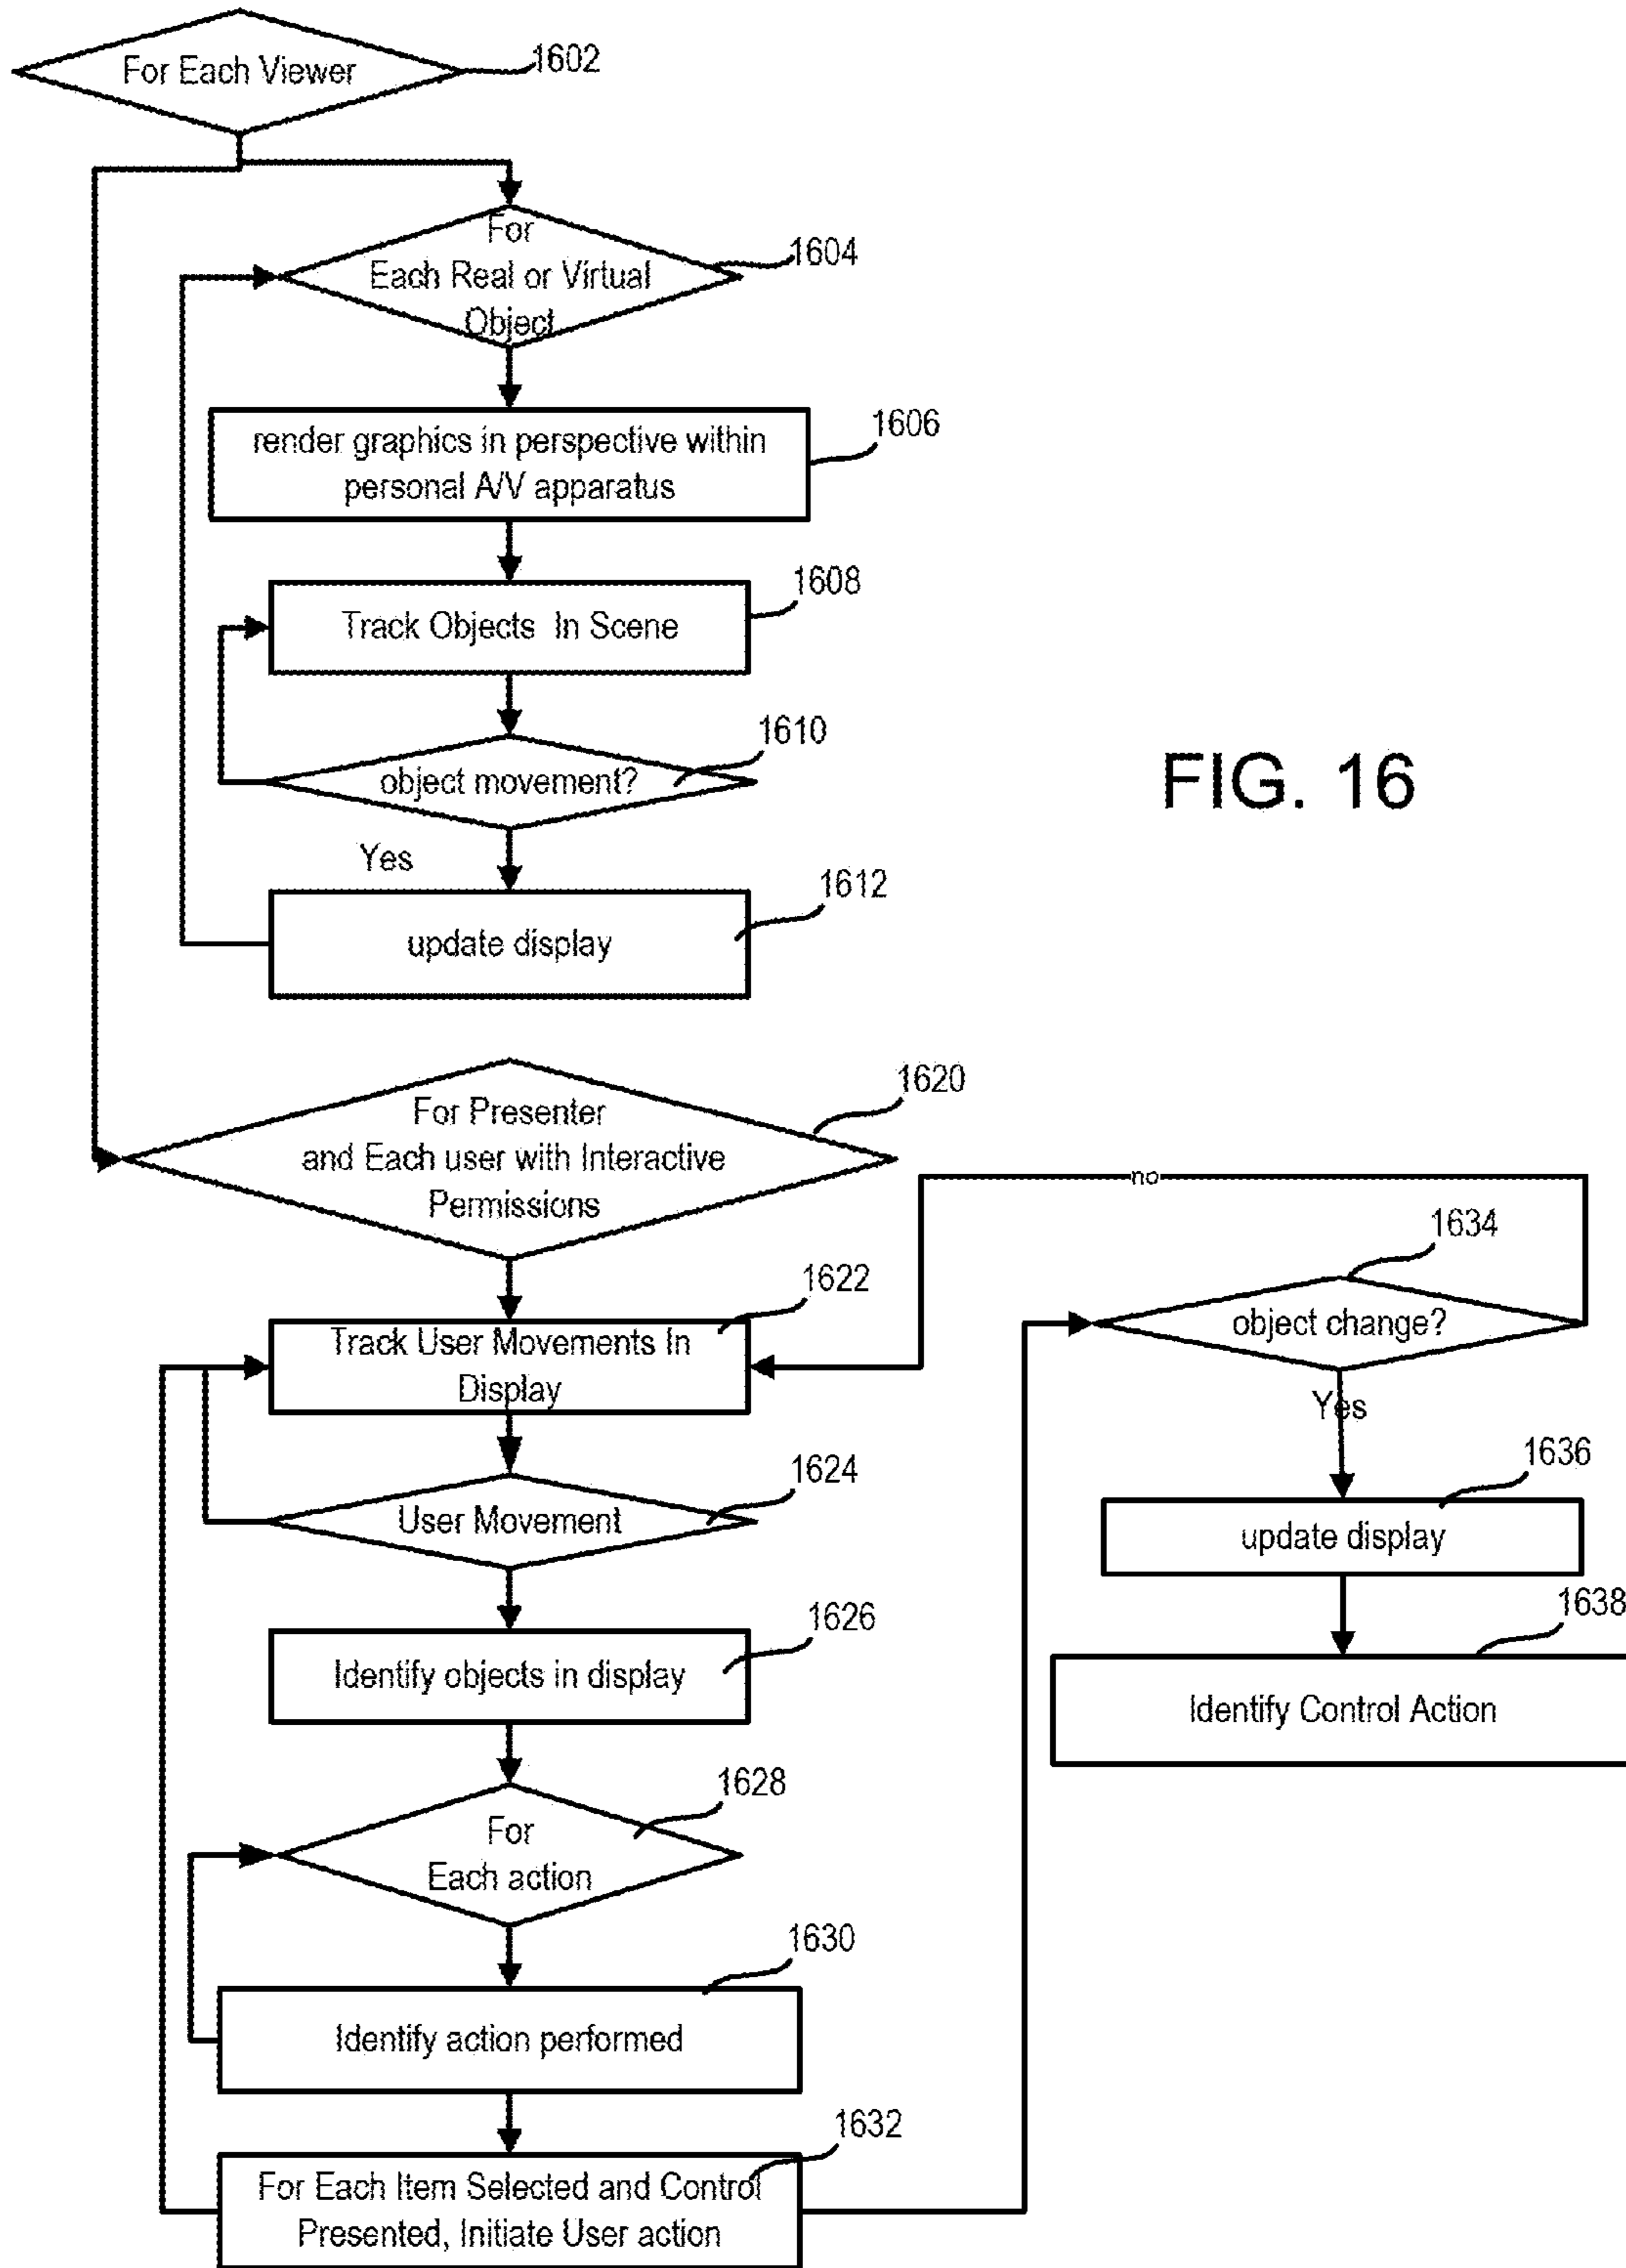 For Each Viewer
1602
For
Each Real or Virtual
Object
1604
render graphics in perspective within
personal A/V apparatus
1606
Track Objects In Scene
1608
object movement?
1610
Yes
update display
1612
FIG. 16
For Presenter
and Each user with Interactive
Permissions
1620
Track User Movements In
Display
1622
User Movement
1624
Identify objects in display
1626
For
Each action
1628
Identify action performed
1630
For Each Item Selected and Control
Presented, Initiate User action
1632
no
object change?
1634
Yes
update display
1636
Identify Control Action
1638